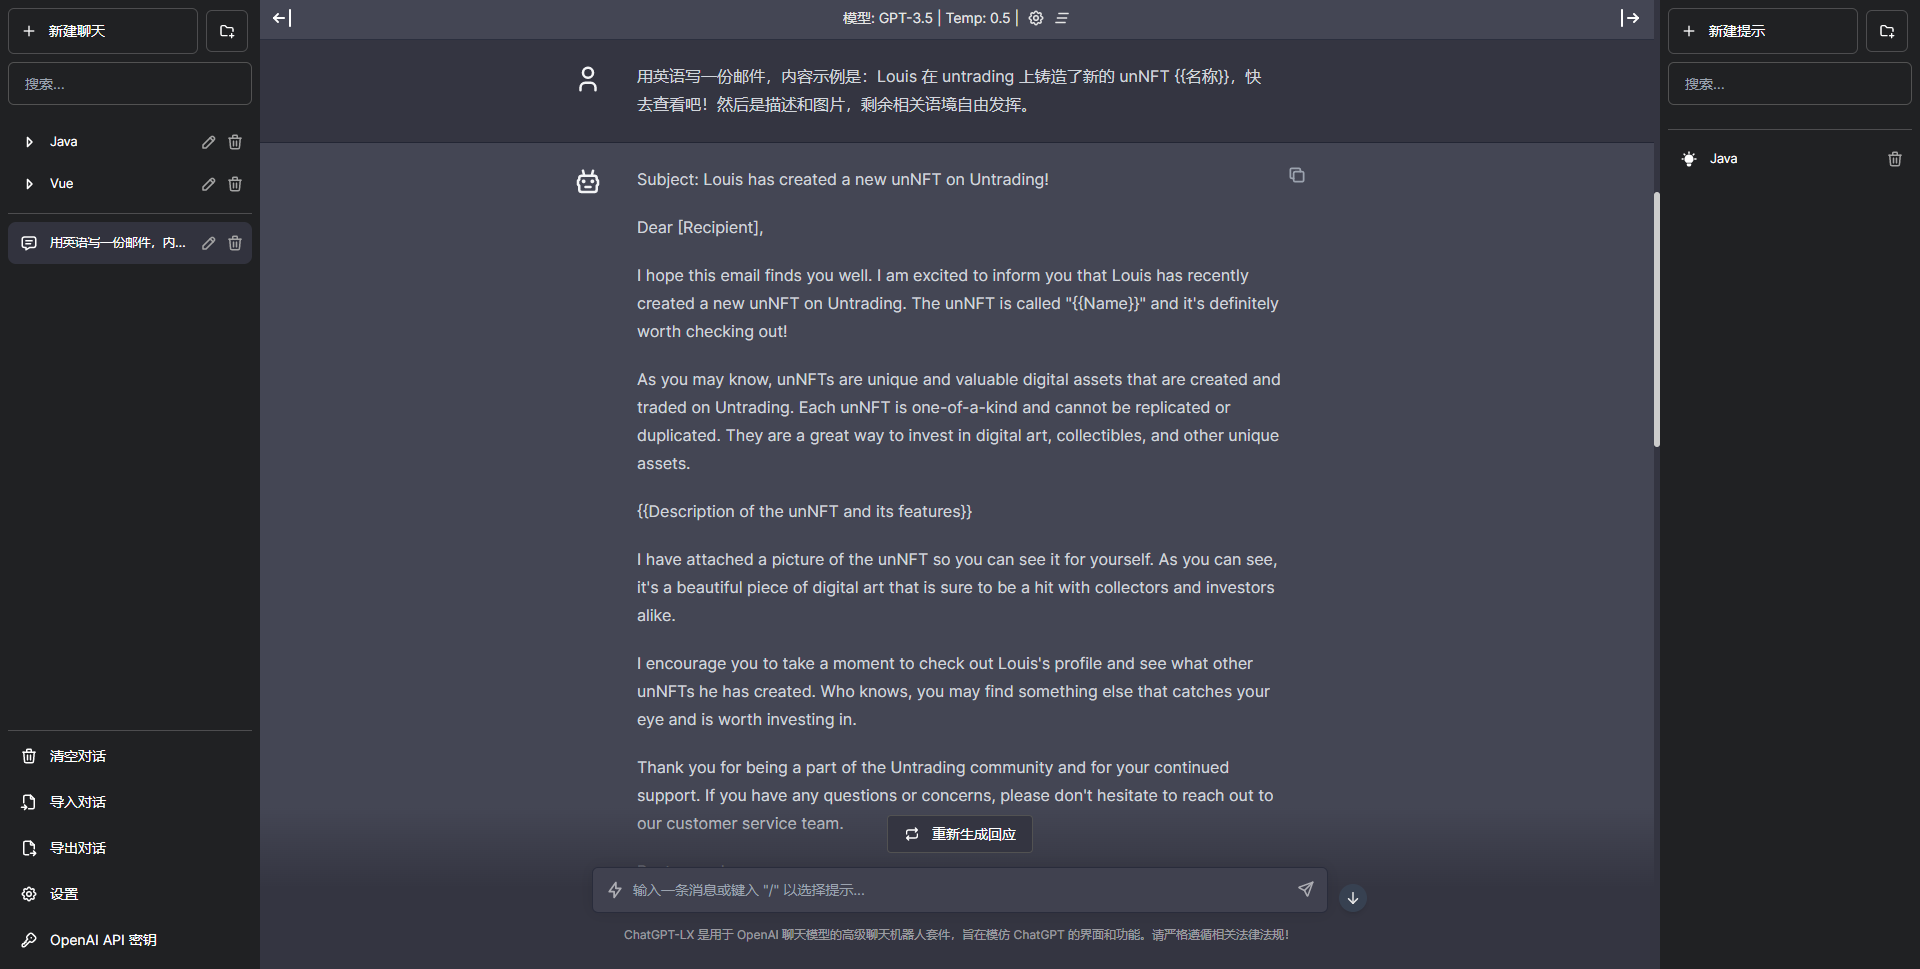 新建聊天
搜索...
Java
Vue
用英语写一份邮件，内...
清空对话
导入对话
导出对话
设置
OpenAI API 密钥
模型: GPT-3.5 | Temp: 0.5 |
用英语写一份邮件，内容示例是：Louis 在 untrading 上铸造了新的 unNFT {{名称}}，快
去查看吧！然后是描述和图片，剩余相关语境自由发挥。
Subject: Louis has created a new unNFT on Untrading!
Dear [Recipient],
I hope this email finds you well. I am excited to inform you that Louis has recently
created a new unNFT on Untrading. The unNFT is called "{{Name}}" and it's definitely
worth checking out!
As you may know, unNFTs are unique and valuable digital assets that are created and
traded on Untrading. Each unNFT is one-of-a-kind and cannot be replicated or
duplicated. They are a great way to invest in digital art, collectibles, and other unique
assets.
{{Description of the unNFT and its features}}
I have attached a picture of the unNFT so you can see it for yourself. As you can see,
it's a beautiful piece of digital art that is sure to be a hit with collectors and investors
alike.
I encourage you to take a moment to check out Louis's profile and see what other
unNFTs he has created. Who knows, you may find something else that catches your
eye and is worth investing in.
Thank you for being a part of the Untrading community and for your continued
support. If you have any questions or concerns, please don't hesitate to reach out to
our customer service team.
重新生成回应
输入一条消息或键入 "/" 以选择提示...
ChatGPT-LX 是用于 OpenAI 聊天模型的高级聊天机器人套件，旨在模仿 ChatGPT 的界面和功能。请严格遵循相关法律法规！
新建提示
搜索...
Java